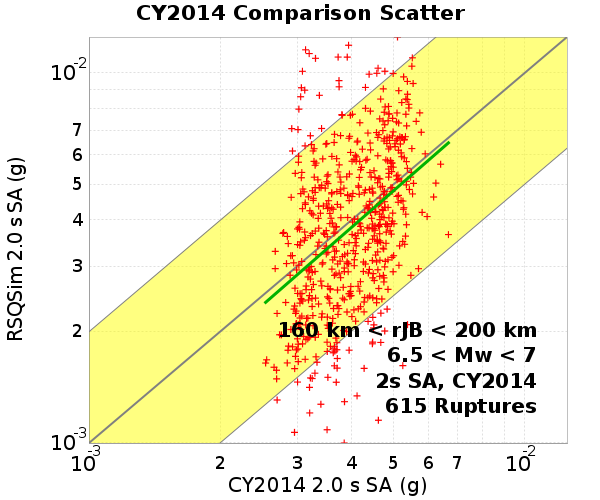 CY2014 Comparison Scatter
RSQSim 2.0 s SA (g)
10-2
7
6
5
4
3
2
10-3
160 km < rJB < 200 km
6.5 < Mw < 7
2s SA, CY2014
615 Ruptures
10-3 2 3 4 5 6 7 10-2
CY2014 2.0 s SA (g)